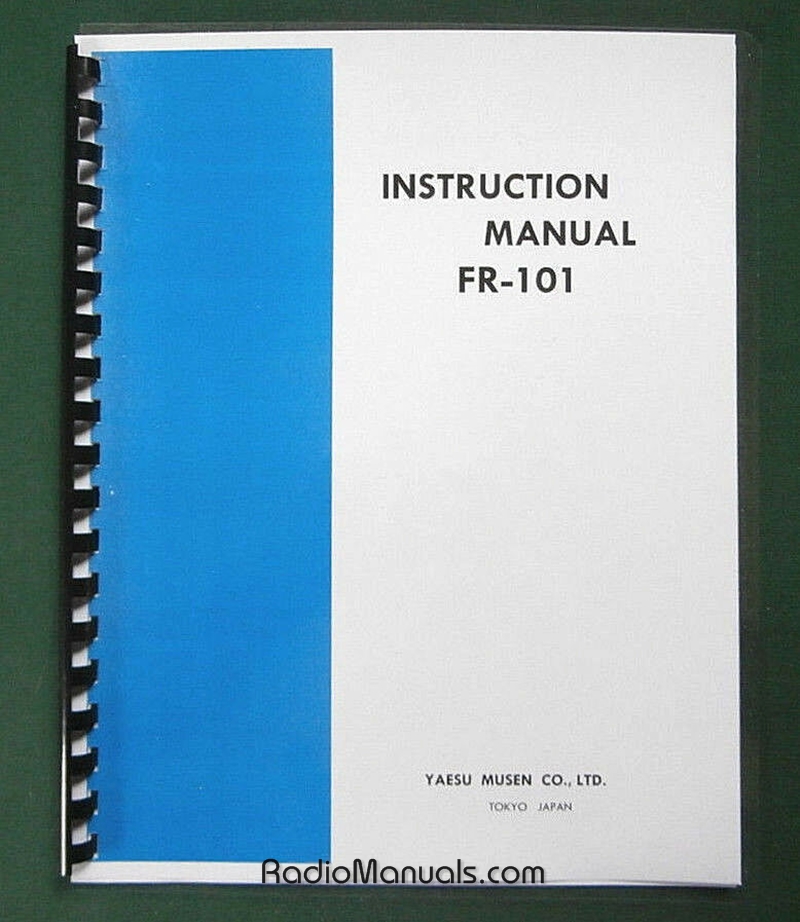 INSTRUCTION
MANUAL
FR-101
YAESU MUSEN CO., LTD.
TOKYO JAPAN
RadioManuals.com